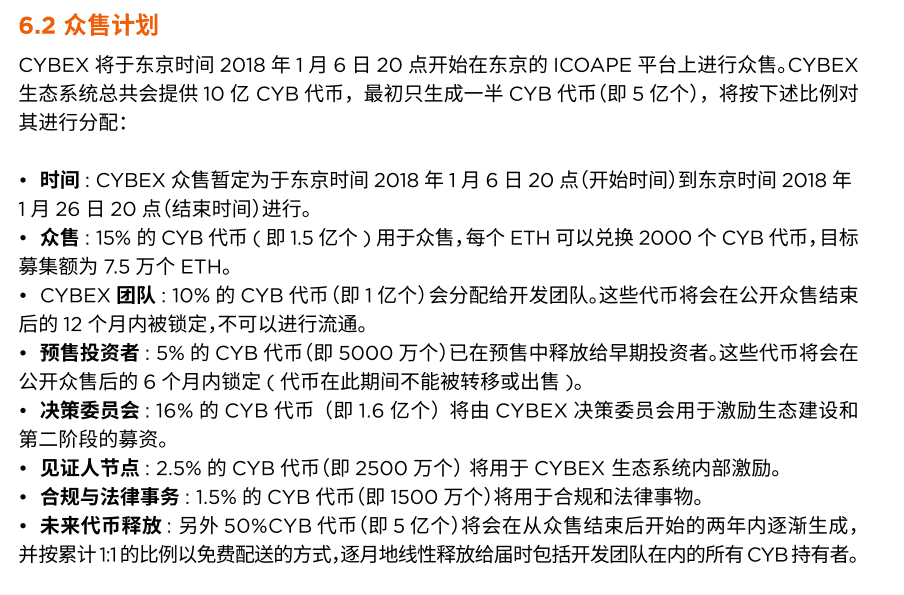 6.2 众售计划
CYBEX 将于东京时间 2018 年 1 月 6 日 20 点开始在东京的 ICOAPE 平台上进行众售。CYBEX
生态系统总共会提供 10 亿 CYB 代币，最初只生成一半 CYB 代币（即 5 亿个），将按下述比例对
其进行分配：
• 时间 : CYBEX 众售暂定为于东京时间 2018 年 1 月 6 日 20 点（开始时间）到东京时间 2018 年
1 月 26 日 20 点（结束时间）进行。
• 众售 : 15% 的 CYB 代币 ( 即 1.5 亿个 ) 用于众售，每个 ETH 可以兑换 2000 个 CYB 代币，目标
募集额为 7.5 万个 ETH。
• CYBEX 团队 : 10% 的 CYB 代币（即 1 亿个）会分配给开发团队。这些代币将会在公开众售结束
后的 12 个月内被锁定，不可以进行流通。
• 预售投资者 : 5% 的 CYB 代币（即 5000 万个）已在预售中释放给早期投资者。这些代币将会在
公开众售后的 6 个月内锁定 ( 代币在此期间不能被转移或出售 )。
• 决策委员会 : 16% 的 CYB 代币（即 1.6 亿个）将由 CYBEX 决策委员会用于激励生态建设和
第二阶段的募资。
• 见证人节点 : 2.5% 的 CYB 代币（即 2500 万个）将用于 CYBEX 生态系统内部激励。
• 合规与法律事务 : 1.5% 的 CYB 代币（即 1500 万个）将用于合规和法律事物。
• 未来代币释放 : 另外 50%CYB 代币（即 5 亿个）将会在从众售结束后开始的两年内逐渐生成，
并按累计 1:1 的比例以免费配送的方式，逐月地线性释放给届时包括开发团队在内的所有 CYB 持有者。